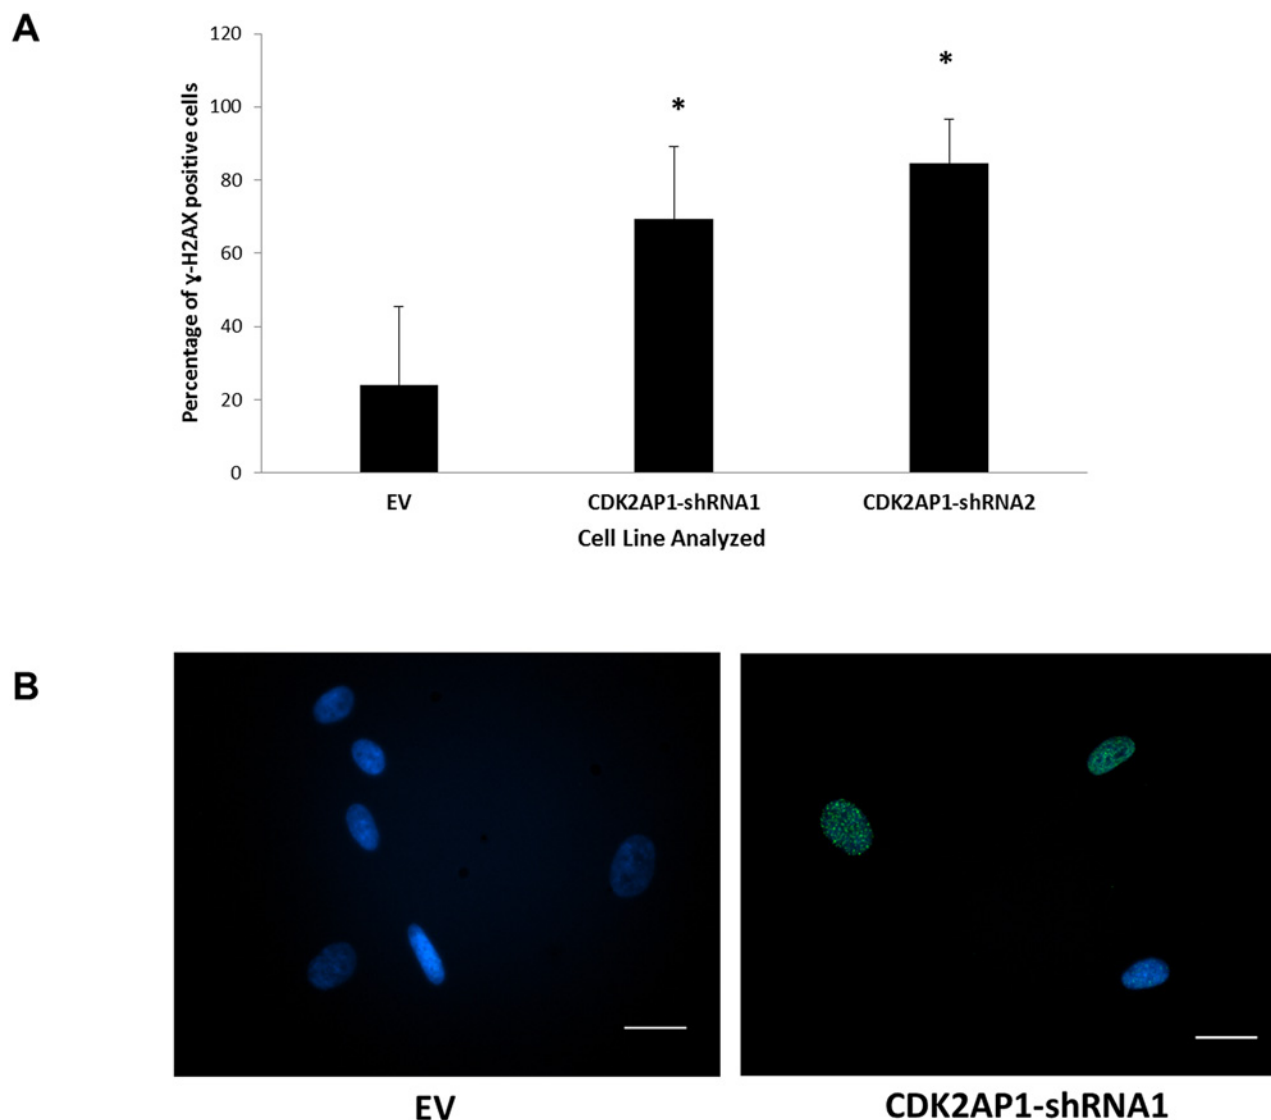 A
120
100
80
60
40
20
0
Percentage of γ-H2AX positive cells
*
*
EV
CDK2AP1-shRNA1
CDK2AP1-shRNA2
Cell Line Analyzed
B
EV
CDK2AP1-shRNA1